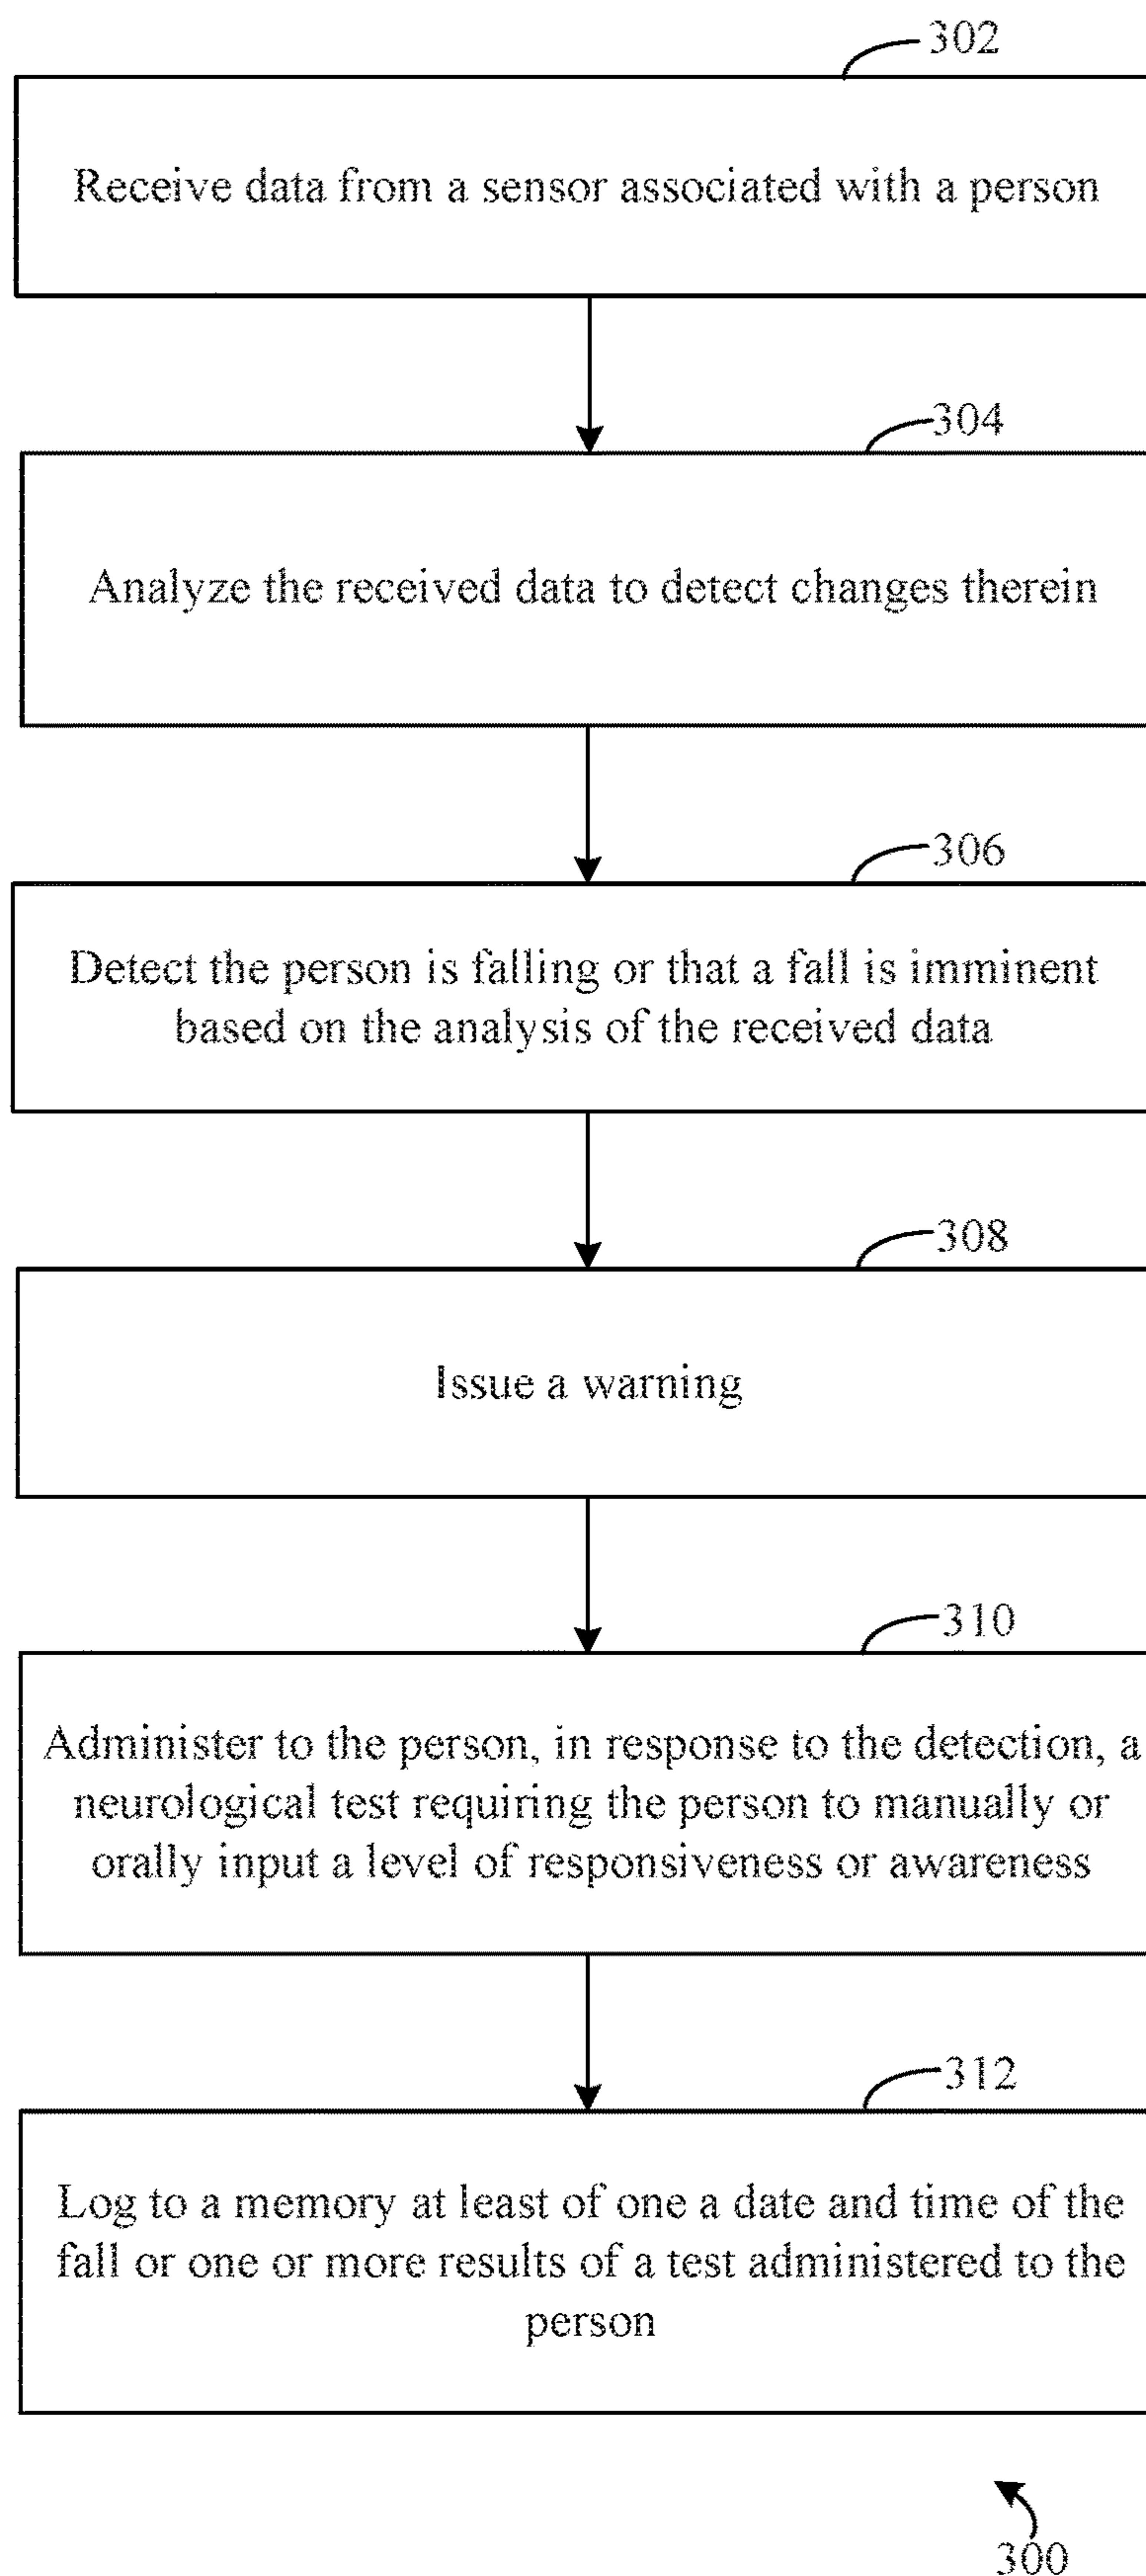 302
Receive data from a sensor associated with a person
304
Analyze the received data to detect changes therein
306
Detect the person is falling or that a fall is imminent
based on the analysis of the received data
308
Issue a warning
310
Administer to the person, in response to the detection, a
neurological test requiring the person to manually or
orally input a level of responsiveness or awareness
312
Log to a memory at least of one a date and time of the
fall or one or more results of a test administered to the
person
300